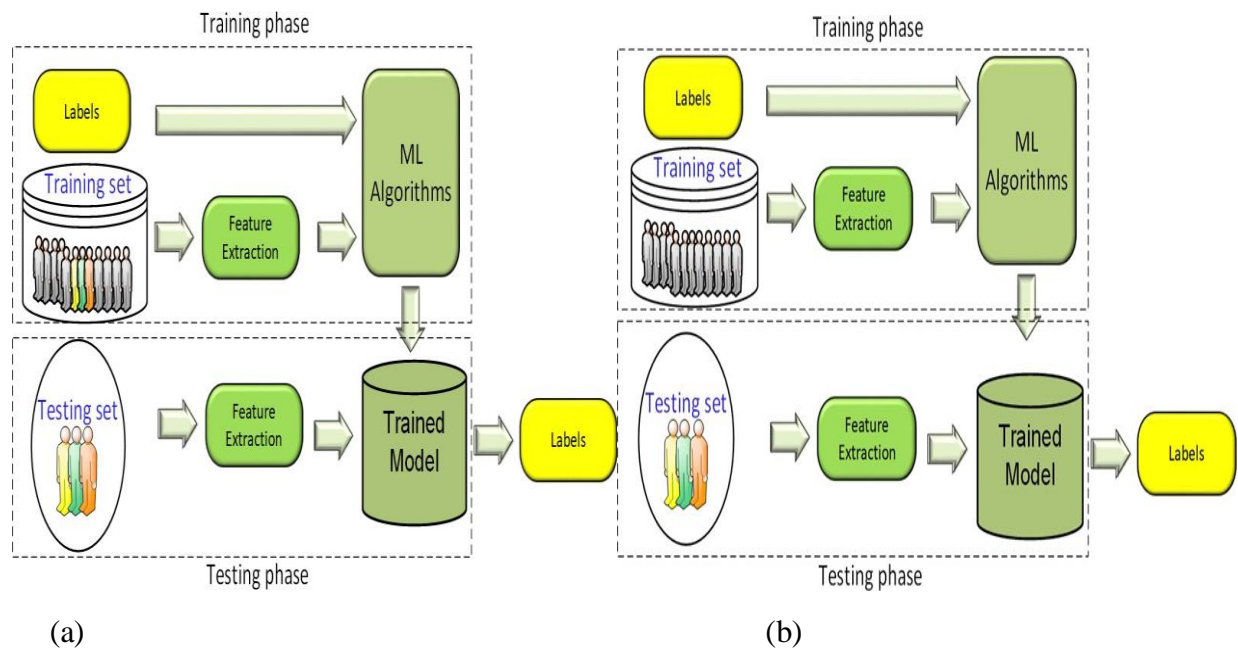 Training phase
Labels
Training set
Feature
Extraction
ML
Algorithms
Testing set
Feature
Extraction
Trained
Model
Labels
Testing phase
(a)
Training phase
Labels
Training set
Feature
Extraction
ML
Algorithms
Testing set
Feature
Extraction
Trained
Model
Labels
Testing phase
(b)